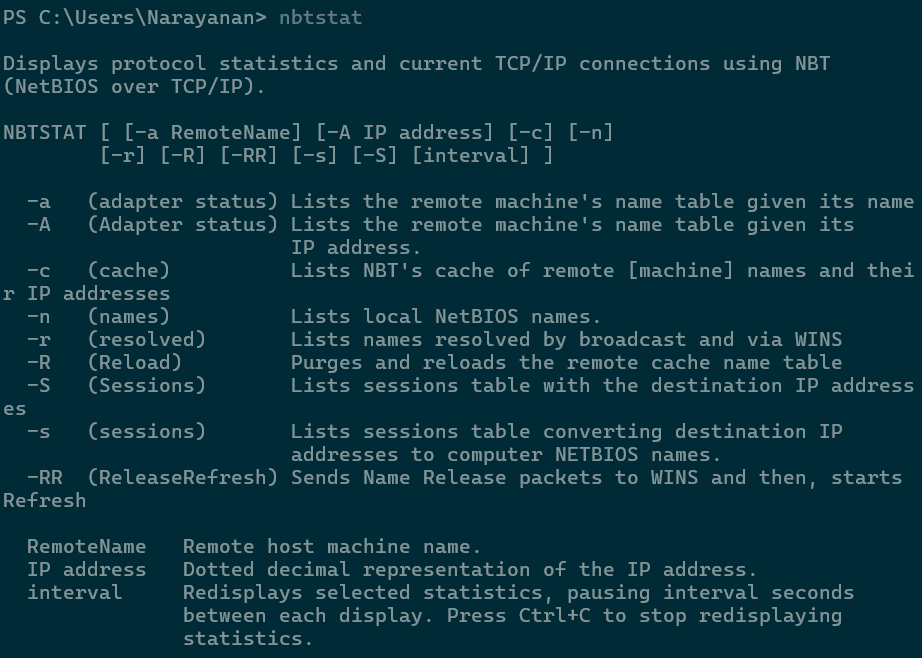 PS C:\Users\Narayanan> nbtstat

Displays protocol statistics and current TCP/IP connections using NBT
(NetBIOS over TCP/IP).

NBTSTAT [ [-a RemoteName] [-A IP address] [-c] [-n]
        [-r] [-R] [-RR] [-s] [-S] [interval] ]

  -a   (adapter status) Lists the remote machine's name table given its name
  -A   (Adapter status) Lists the remote machine's name table given its
                        IP address.
  -c   (cache)          Lists NBT's cache of remote [machine] names and thei
r IP addresses
  -n   (names)          Lists local NetBIOS names.
  -r   (resolved)       Lists names resolved by broadcast and via WINS
  -R   (Reload)         Purges and reloads the remote cache name table
  -S   (Sessions)       Lists sessions table with the destination IP address
es
  -s   (sessions)       Lists sessions table converting destination IP
                        addresses to computer NETBIOS names.
  -RR  (ReleaseRefresh) Sends Name Release packets to WINS and then, starts
Refresh

  RemoteName   Remote host machine name.
  IP address   Dotted decimal representation of the IP address.
  interval     Redisplays selected statistics, pausing interval seconds
               between each display. Press Ctrl+C to stop redisplaying
               statistics.